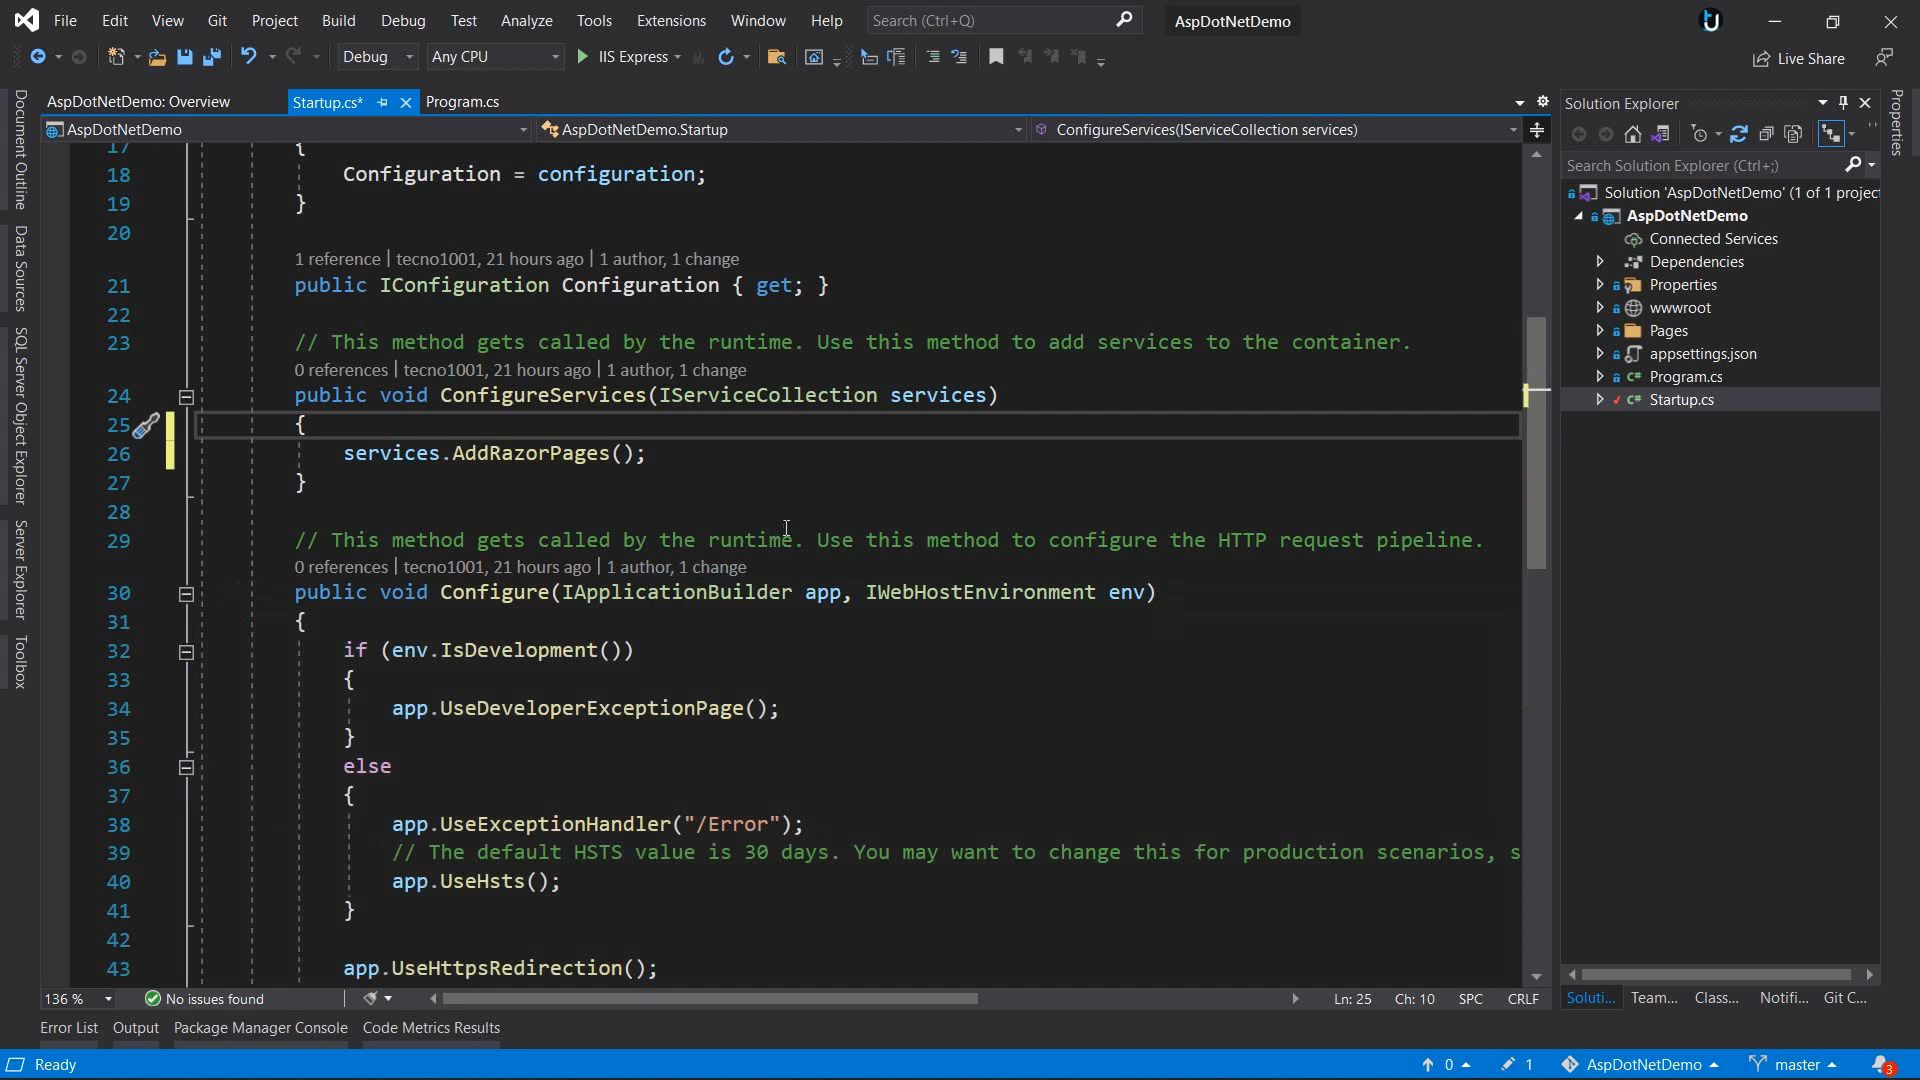 File Edit View Git Project Build Debug Test Analyze Tools Extensions Window Help Search (Ctrl+Q) AspDotNetDemo
Debug Any CPU IIS Express Live Share
AspDotNetDemo: Overview Startup.cs* Program.cs
AspDotNetDemo AspDotNetDemo.Startup ConfigureServices(IServiceCollection services)
Document Outline
Data Sources
SQL Server Object Explorer
Server Explorer
Toolbox
17 {
18 Configuration = configuration;
19 }
20
1 reference | tecno1001, 21 hours ago | 1 author, 1 change
21 public IConfiguration Configuration { get; }
22
23 // This method gets called by the runtime. Use this method to add services to the container.
0 references | tecno1001, 21 hours ago | 1 author, 1 change
24 public void ConfigureServices(IServiceCollection services)
25 {
26 services.AddRazorPages();
27 }
28
29 // This method gets called by the runtime. Use this method to configure the HTTP request pipeline.
0 references | tecno1001, 21 hours ago | 1 author, 1 change
30 public void Configure(IApplicationBuilder app, IWebHostEnvironment env)
31 {
32 if (env.IsDevelopment())
33 {
34 app.UseDeveloperExceptionPage();
35 }
36 else
37 {
38 app.UseExceptionHandler("/Error");
39 // The default HSTS value is 30 days. You may want to change this for production scenarios, s
40 app.UseHsts();
41 }
42
43 app.UseHttpsRedirection();
136 % No issues found Ln: 25 Ch: 10 SPC CRLF
Solution Explorer
Search Solution Explorer (Ctrl+;)
Solution 'AspDotNetDemo' (1 of 1 project
AspDotNetDemo
Connected Services
Dependencies
Properties
wwwroot
Pages
appsettings.json
C# Program.cs
C# Startup.cs
Soluti... Team... Class... Notifi... Git C...
Properties
Error List Output Package Manager Console Code Metrics Results
Ready 0 1 AspDotNetDemo master 3